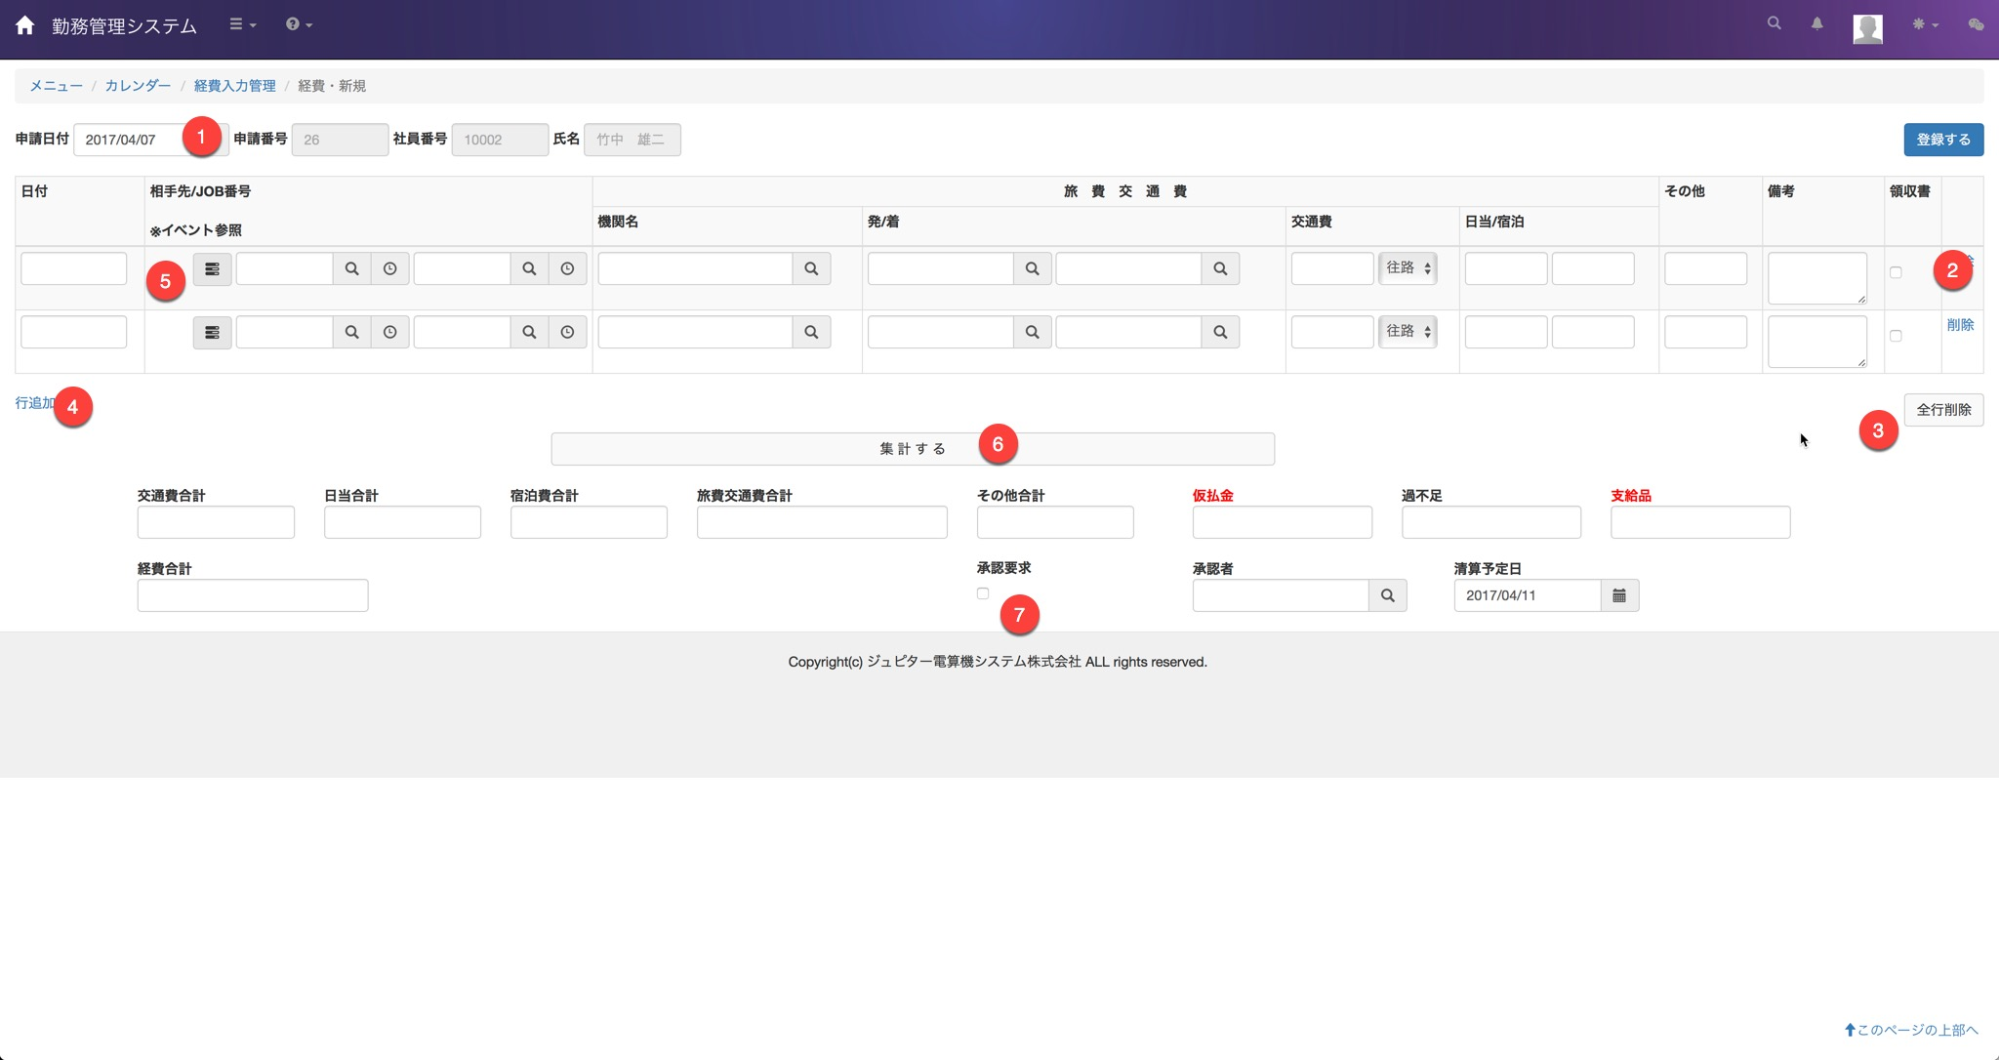 勤務管理システム
メニュー / カレンダー / 経費入力管理 / 経費・新規
申請日付 2017/04/07 1 申請番号 26 社員番号 10002 氏名 竹中 雄二 登録する
日付 相手先/JOB番号 旅 費 交 通 費 その他 備考 領収書
※イベント参照 機関名 発/着 交通費 日当/宿泊
5 往路 2
往路 削除
行追加 4 全行削除
3
集 計 す る 6
交通費合計 日当合計 宿泊費合計 旅費交通費合計 その他合計 仮払金 過不足 支給品
経費合計 承認要求 承認者 清算予定日
2017/04/11
7
Copyright(c) ジュピター電算機システム株式会社 ALL rights reserved.
このページの上部へ